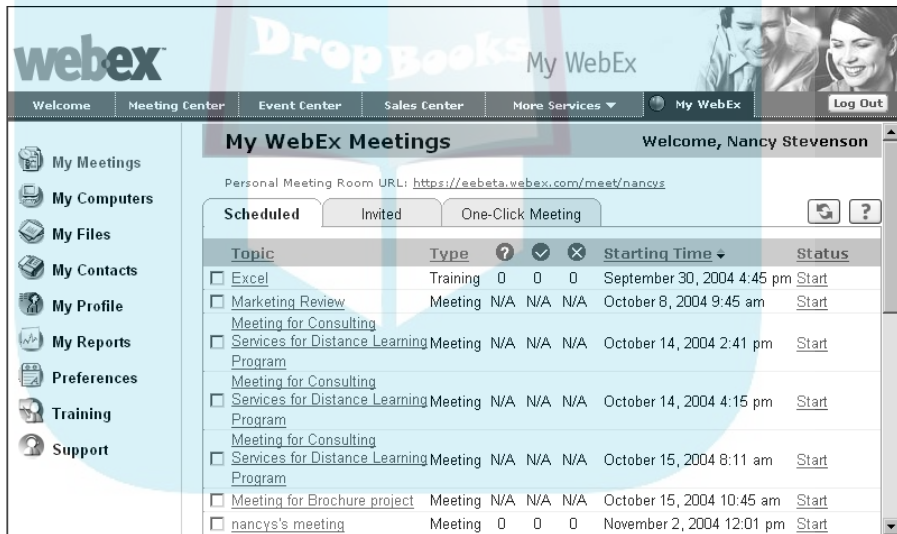 webex
Drop Books
My WebEx
Welcome
Meeting Center
Event Center
Sales Center
More Services ▼
My WebEx
Log Out
My Meetings
My Computers
My Files
My Contacts
My Profile
My Reports
Preferences
Training
Support
My WebEx Meetings
Welcome, Nancy Stevenson
Personal Meeting Room URL: https://eebeta.webex.com/meet/nancys
Scheduled
Invited
One-Click Meeting
?
Topic Type ? Starting Time Status
Excel Training 0 0 0 September 30, 2004 4:45 pm Start
Marketing Review Meeting N/A N/A N/A October 8, 2004 9:45 am Start
Meeting for Consulting
Services for Distance Learning Meeting N/A N/A N/A October 14, 2004 2:41 pm Start
Program
Meeting for Consulting
Services for Distance Learning Meeting N/A N/A N/A October 14, 2004 4:15 pm Start
Program
Meeting for Consulting
Services for Distance Learning Meeting N/A N/A N/A October 15, 2004 8:11 am Start
Program
Meeting for Brochure project Meeting N/A N/A N/A October 15, 2004 10:45 am Start
nancys's meeting Meeting 0 0 0 November 2, 2004 12:01 pm Start